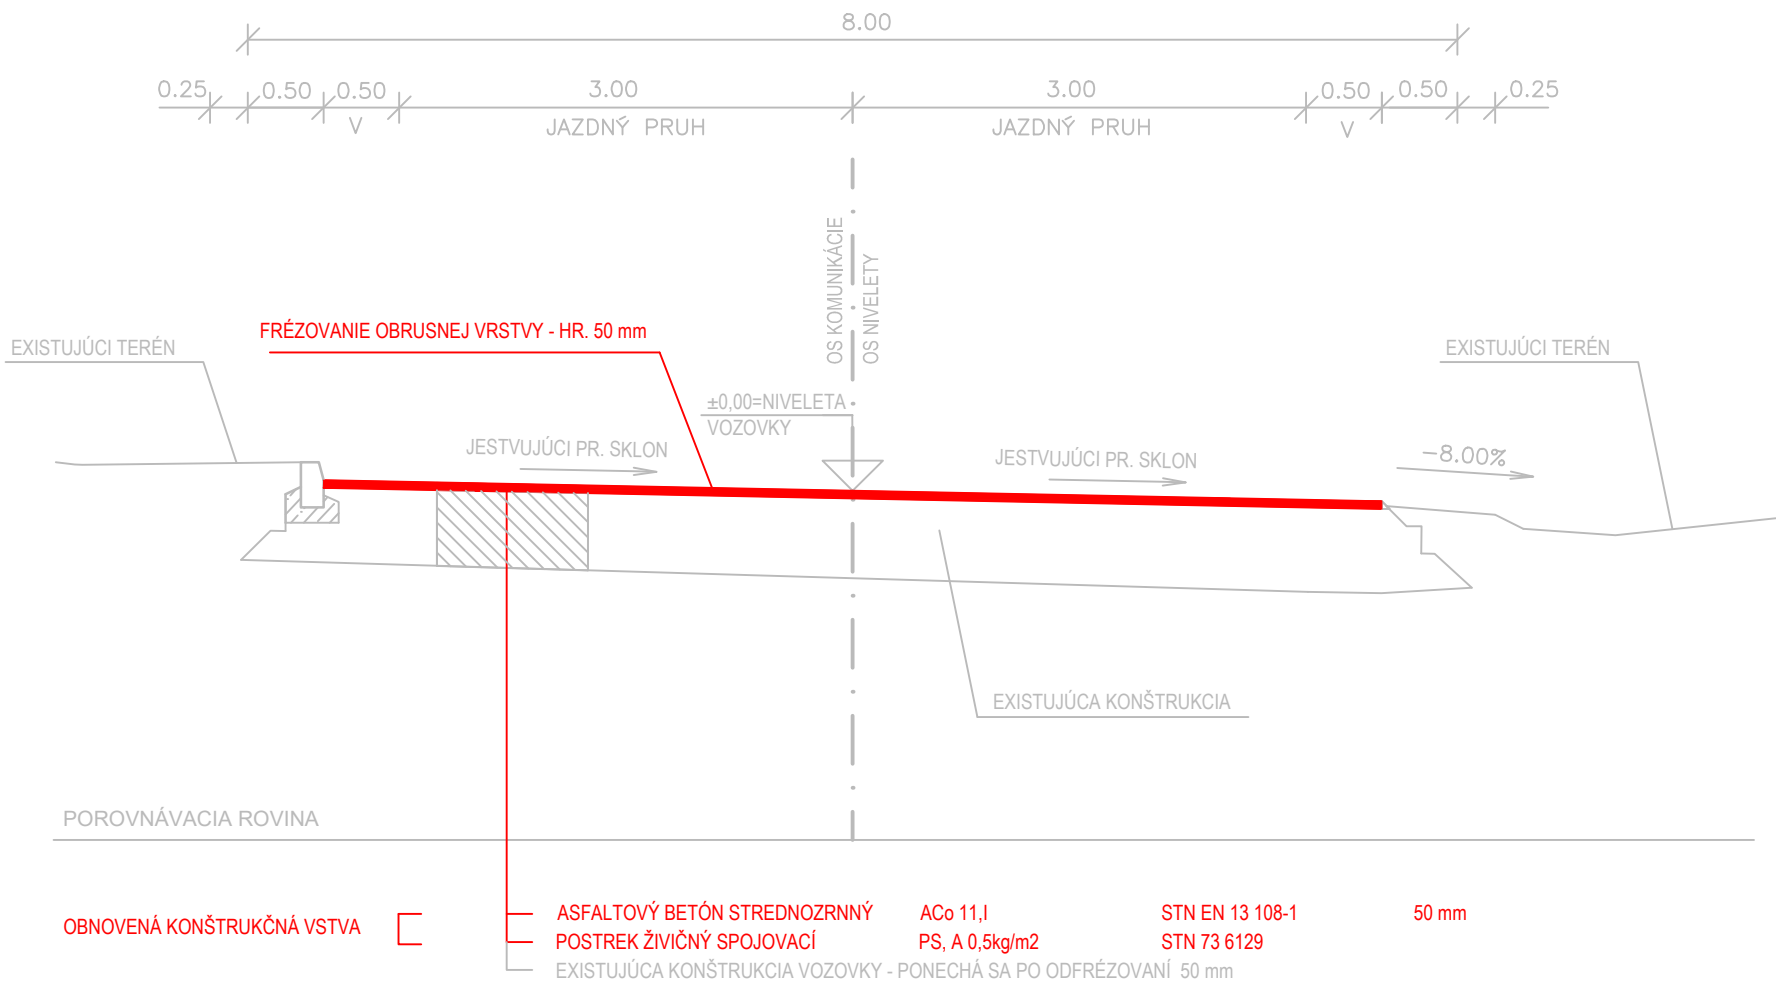 8.00
0.25 0.50 0.50 3.00 3.00 0.50 0.50 0.25
V JAZDNÝ PRUH JAZDNÝ PRUH V
OS KOMUNIKÁCIE
OS NIVELETY
FRÉZOVANIE OBRUSNEJ VRSTVY - HR. 50 mm
EXISTUJÚCI TERÉN
EXISTUJÚCI TERÉN
±0,00=NIVELETA
VOZOVKY
JESTVUJÚCI PR. SKLON
JESTVUJÚCI PR. SKLON
-8.00%
EXISTUJÚCA KONŠTRUKCIA
POROVNÁVACIA ROVINA
OBNOVENÁ KONŠTRUKČNÁ VSTVA
ASFALTOVÝ BETÓN STREDNOZRNNÝ ACo 11,I STN EN 13 108-1 50 mm
POSTREK ŽIVIČNÝ SPOJOVACÍ PS, A 0,5kg/m2 STN 73 6129
EXISTUJÚCA KONŠTRUKCIA VOZOVKY - PONECHÁ SA PO ODFRÉZOVANÍ 50 mm